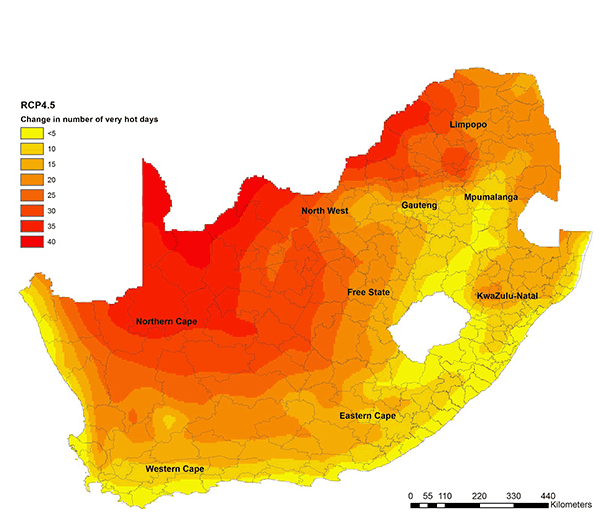 RCP4.5
Change in number of very hot days
<5
10
15
20
25
30
35
40
Limpopo
Mpumalanga
Gauteng
North West
Free State
KwaZulu-Natal
Northern Cape
Eastern Cape
Western Cape
0 55 110 220 330 440
Kilometers